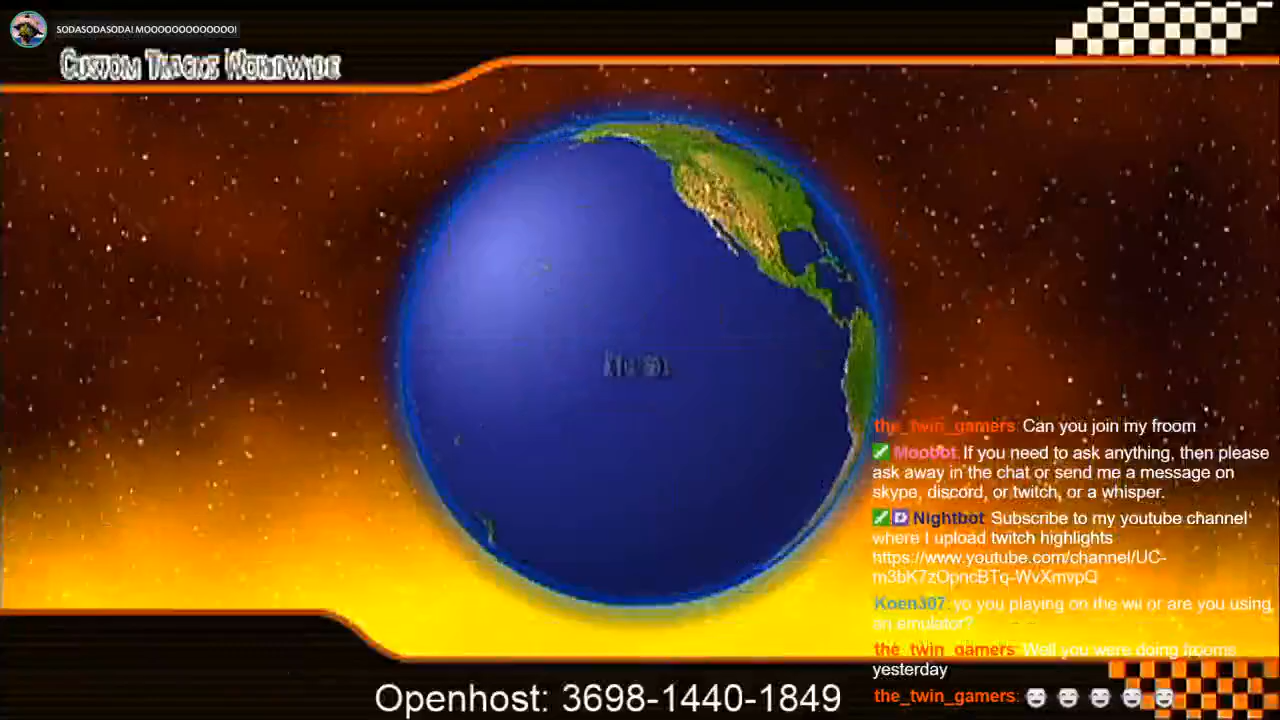 SODASODASODA! MOOOOOOOOOOOOO!
Custom Tracks Worldwide
the_twin_gamers: Can you join my froom
Moobot: If you need to ask anything, then please
ask away in the chat or send me a message on
skype, discord, or twitch, or a whisper.
Nightbot: Subscribe to my youtube channel
where I upload twitch highlights
https://www.youtube.com/channel/UC-
m3bK7zOpncBTq-WvXmvpQ
Koen307: yo you playing on the wii or are you using
an emulator?
the_twin_gamers: Well you were doing frooms
yesterday
the_twin_gamers:
Openhost: 3698-1440-1849